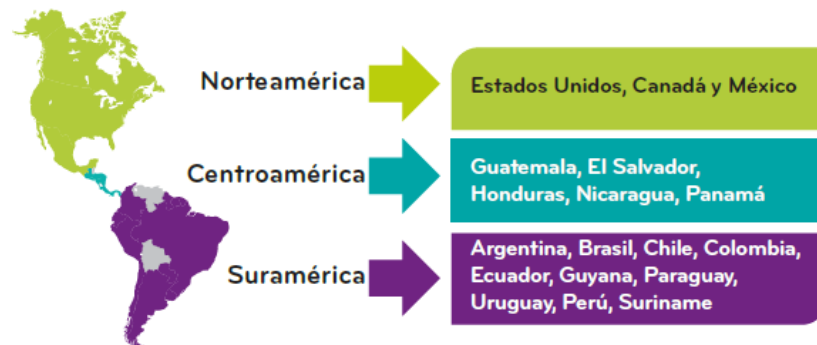 Norteamérica
Estados Unidos, Canadá y México
Centroamérica
Guatemala, El Salvador,
Honduras, Nicaragua, Panamá
Suramérica
Argentina, Brasil, Chile, Colombia,
Ecuador, Guyana, Paraguay,
Uruguay, Perú, Suriname